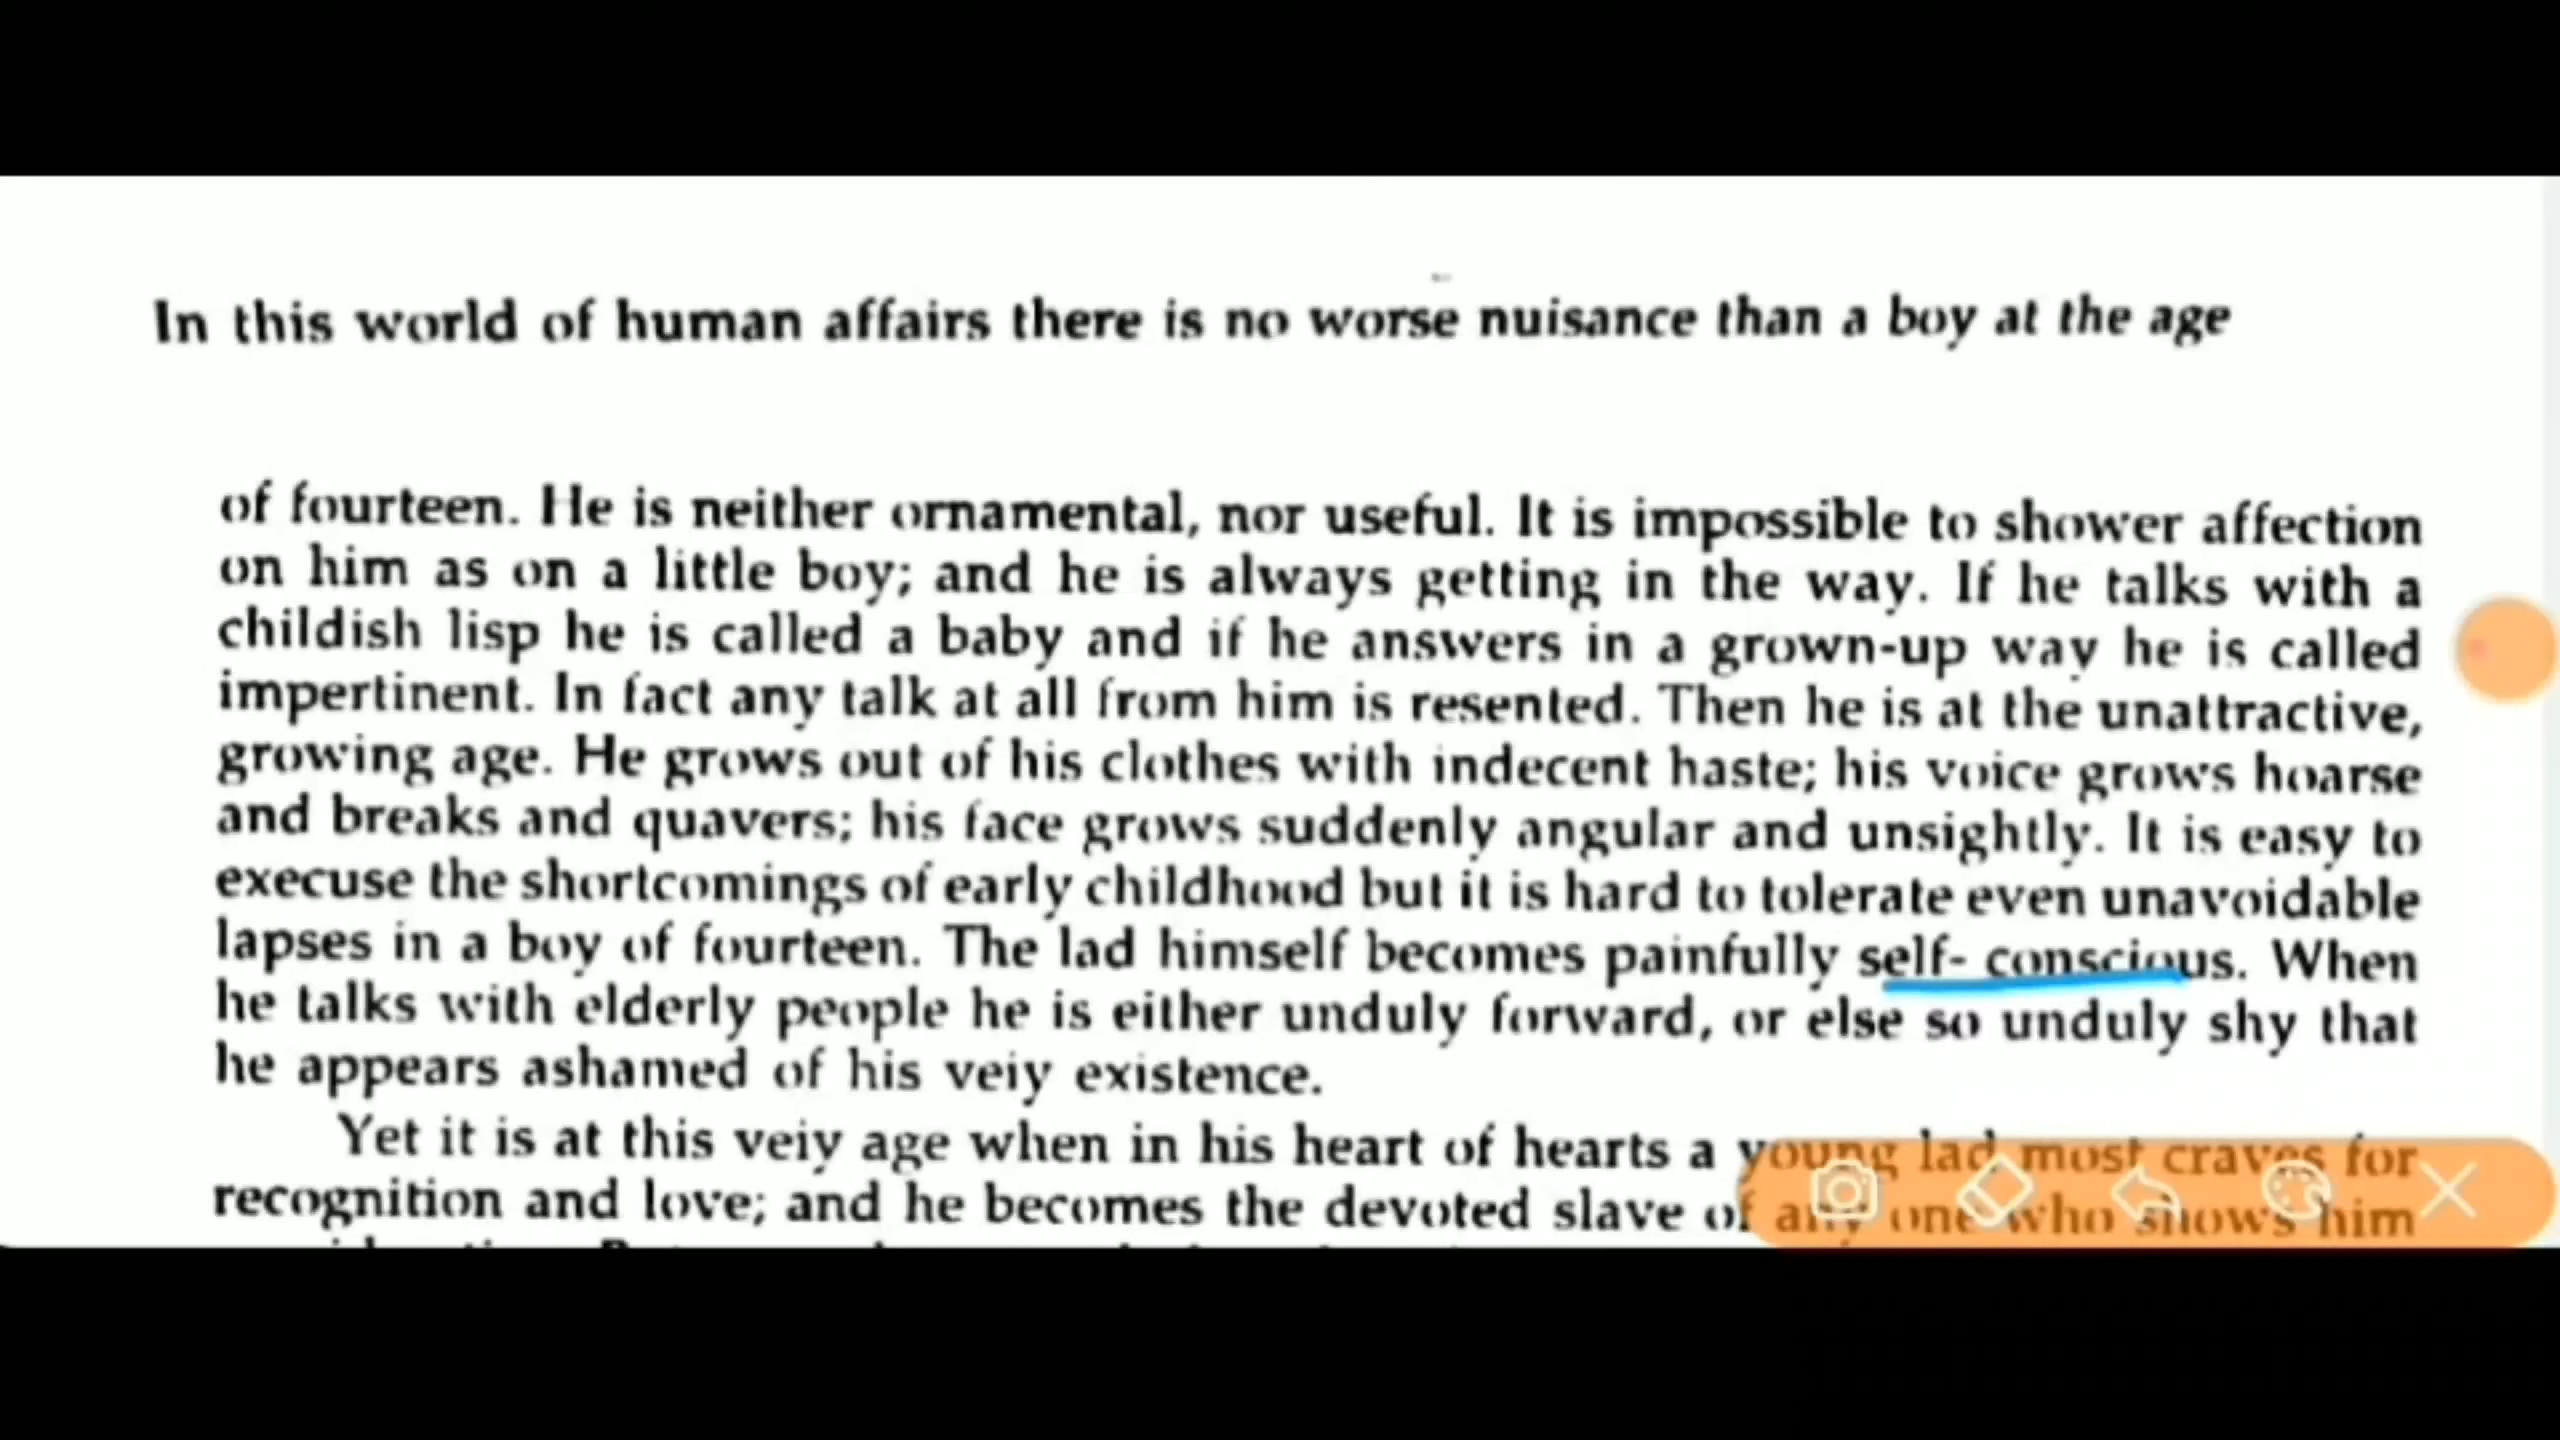 In this world of human affairs there is no worse nuisance than a boy at the age
of fourteen. He is neither ornamental, nor useful. It is impossible to shower affection
on him as on a little boy; and he is always getting in the way. If he talks with a
childish lisp he is called a baby and if he answers in a grown-up way he is called
impertinent. In fact any talk at all from him is resented. Then he is at the unattractive,
growing age. He grows out of his clothes with indecent haste; his voice grows hoarse
and breaks and quavers; his face grows suddenly angular and unsightly. It is easy to
execuse the shortcomings of early childhood but it is hard to tolerate even unavoidable
lapses in a boy of fourteen. The lad himself becomes painfully self- conscious. When
he talks with elderly people he is either unduly forward, or else so unduly shy that
he appears ashamed of his veiy existence.
Yet it is at this veiy age when in his heart of hearts a young lad most craves for
recognition and love; and he becomes the devoted slave of any one who shows him